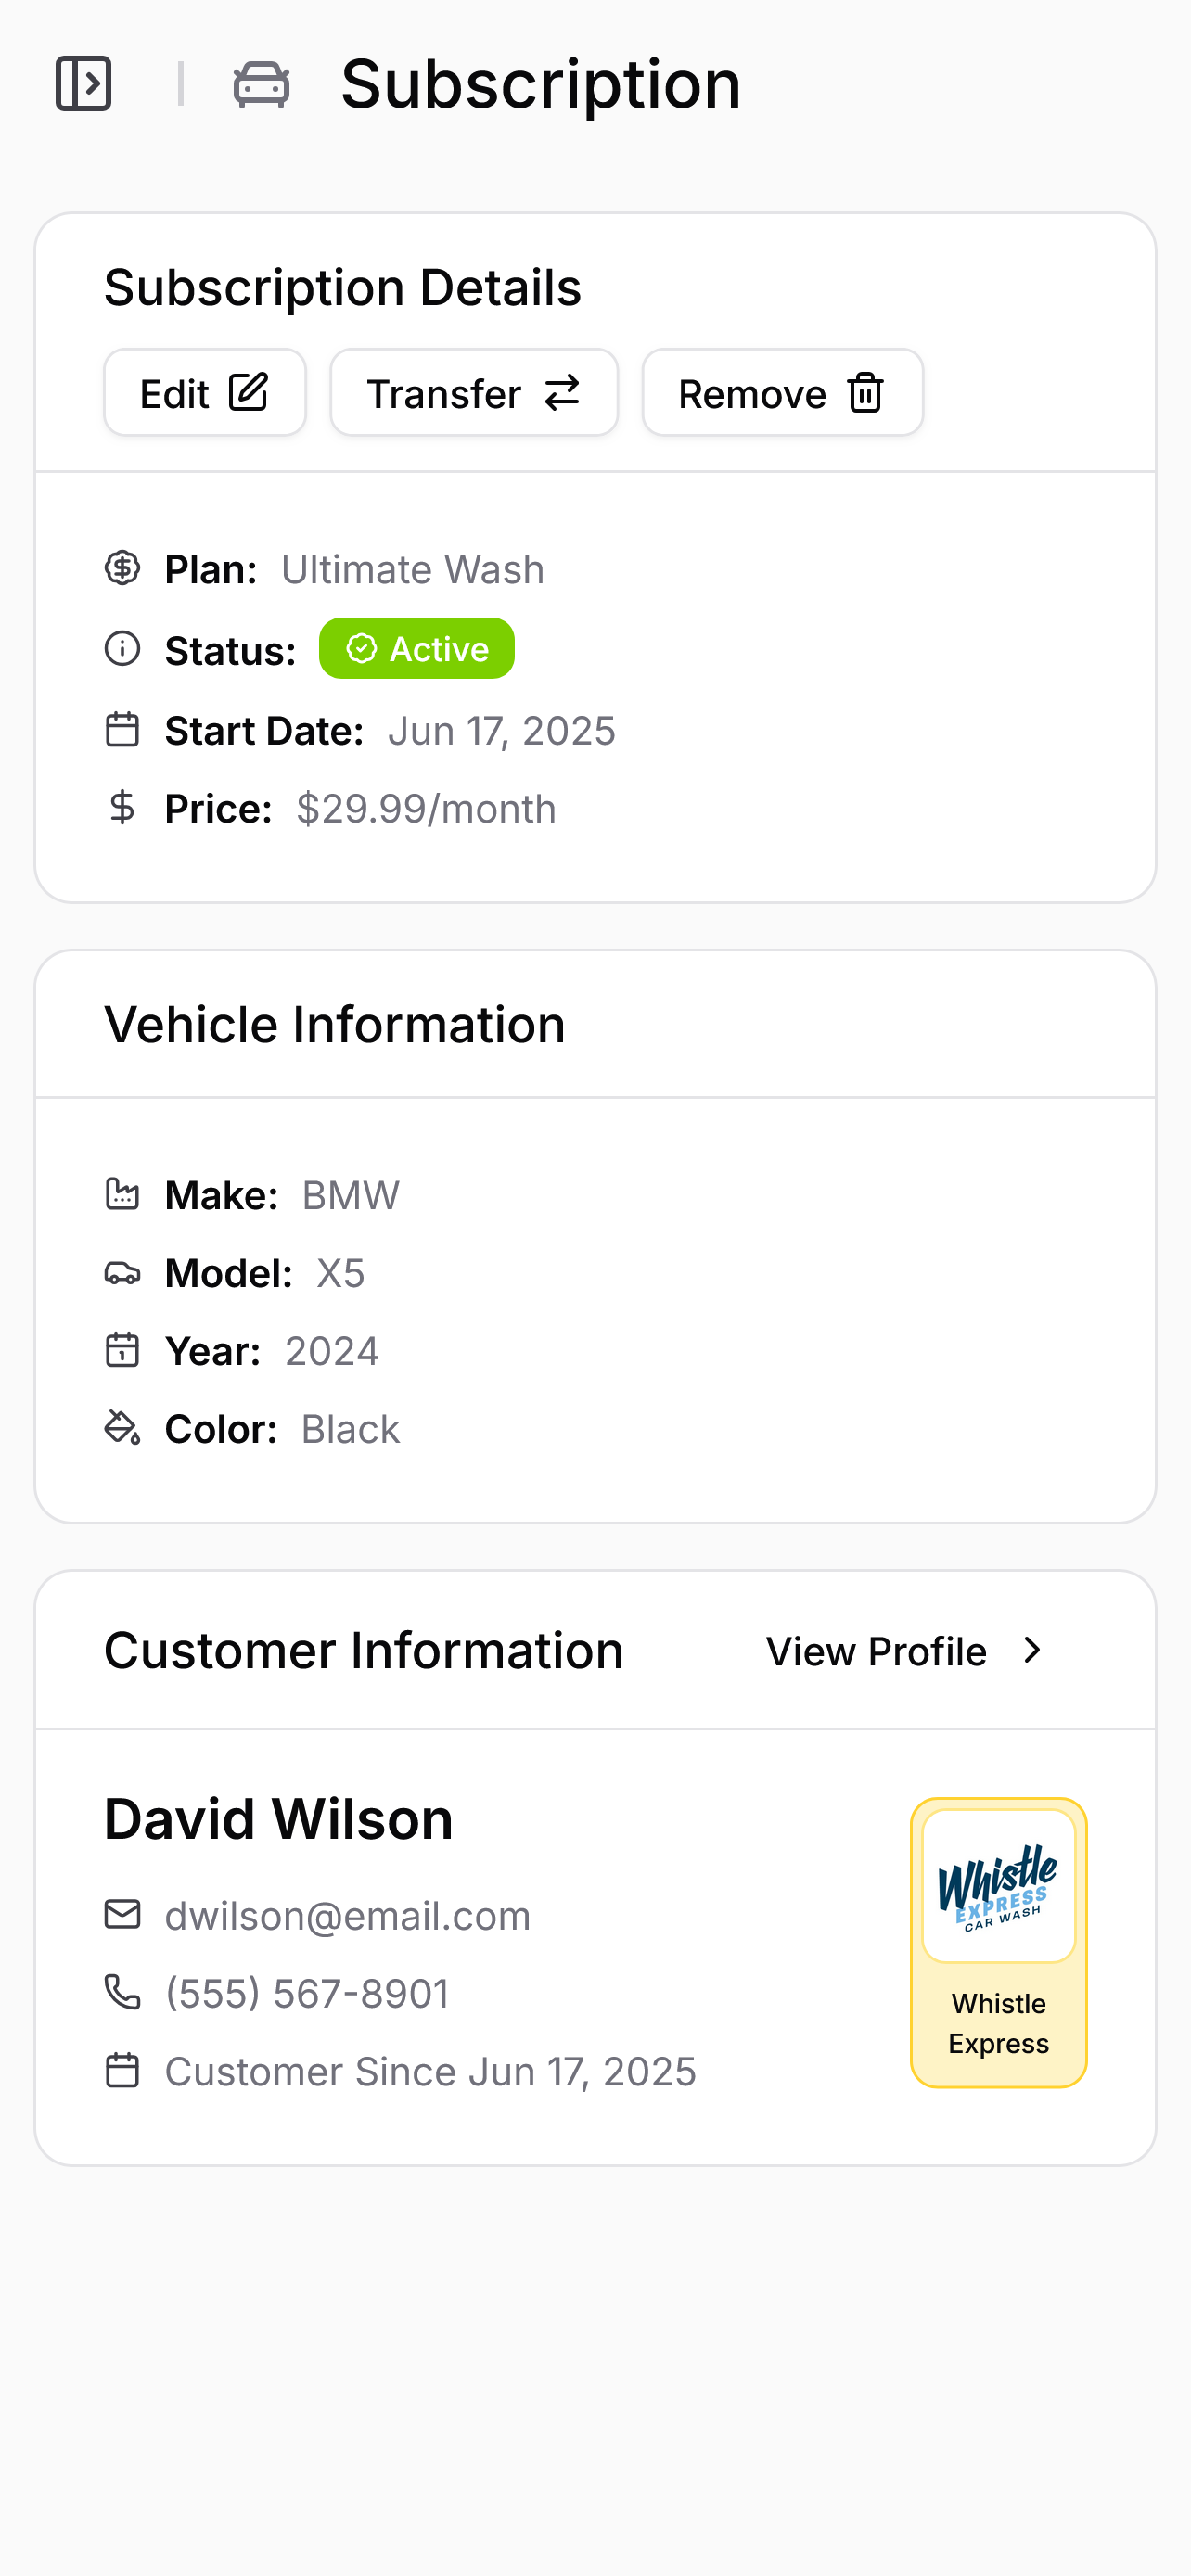 Subscription
Subscription Details
Edit
Transfer
Remove
Plan: Ultimate Wash
Status: Active
Start Date: Jun 17, 2025
Price: $29.99/month
Vehicle Information
Make: BMW
Model: X5
Year: 2024
Color: Black
Customer Information
View Profile
David Wilson
dwilson@email.com
(555) 567-8901
Customer Since Jun 17, 2025
Whistle
EXPRESS
CAR WASH
Whistle
Express